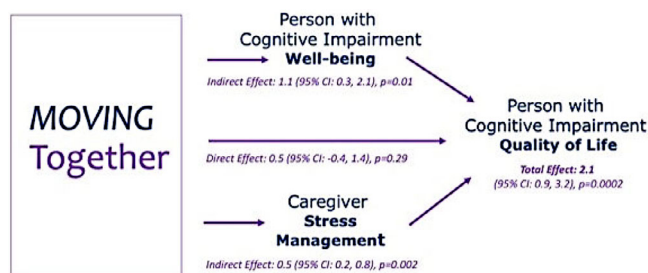 MOVING
Together
Person with
Cognitive Impairment
Well-being
Indirect Effect: 1.1 (95% CI: 0.3, 2.1), p=0.01
Direct Effect: 0.5 (95% CI: -0.4, 1.4), p=0.29
Caregiver
Stress
Management
Indirect Effect: 0.5 (95% CI: 0.2, 0.8), p=0.002
Person with
Cognitive Impairment
Quality of Life
Total Effect: 2.1
(95% CI: 0.9, 3.2), p=0.0002